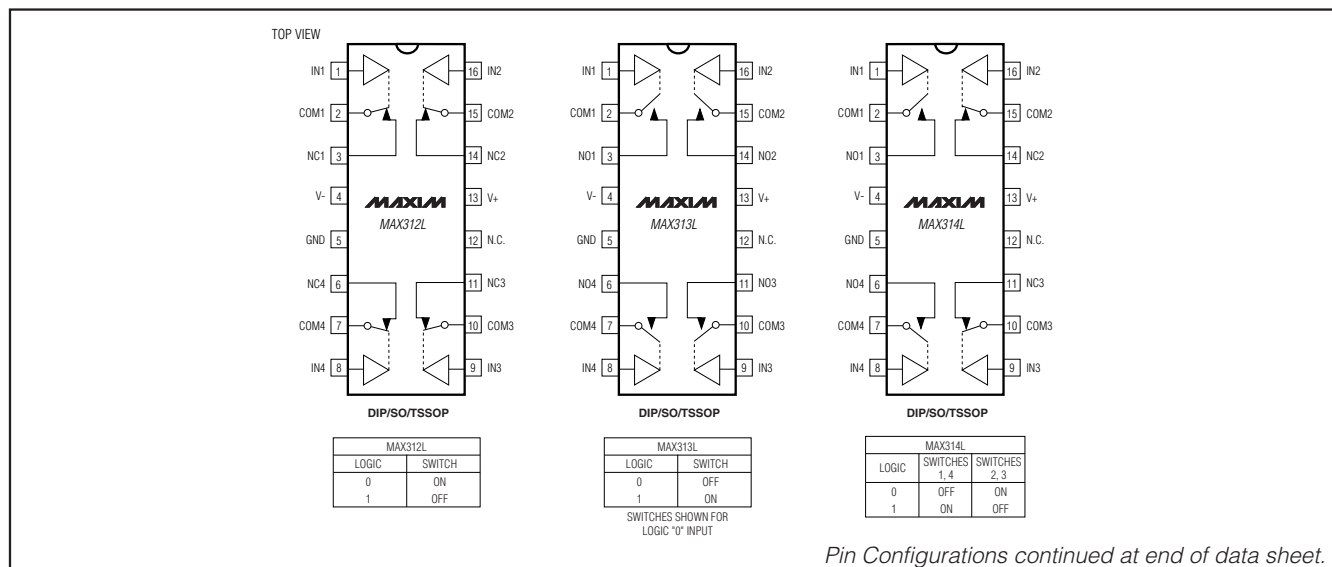 TOP VIEW
IN1 1 16 IN2
COM1 2 15 COM2
NC1 3 14 NC2
V- 4 13 V+
MAXIM
MAX312L
GND 5 12 N.C.
NC4 6 11 NC3
COM4 7 10 COM3
IN4 8 9 IN3
DIP/SO/TSSOP
MAX312L
LOGIC SWITCH
0 ON
1 OFF
IN1 1 16 IN2
COM1 2 15 COM2
NO1 3 14 NO2
V- 4 13 V+
MAXIM
MAX313L
GND 5 12 N.C.
NO4 6 11 NO3
COM4 7 10 COM3
IN4 8 9 IN3
DIP/SO/TSSOP
MAX313L
LOGIC SWITCH
0 OFF
1 ON
SWITCHES SHOWN FOR
LOGIC "0" INPUT
IN1 1 16 IN2
COM1 2 15 COM2
NO1 3 14 NC2
V- 4 13 V+
MAXIM
MAX314L
GND 5 12 N.C.
NO4 6 11 NC3
COM4 7 10 COM3
IN4 8 9 IN3
DIP/SO/TSSOP
MAX314L
LOGIC SWITCHES 1, 4 SWITCHES 2, 3
0 OFF ON
1 ON OFF
Pin Configurations continued at end of data sheet.